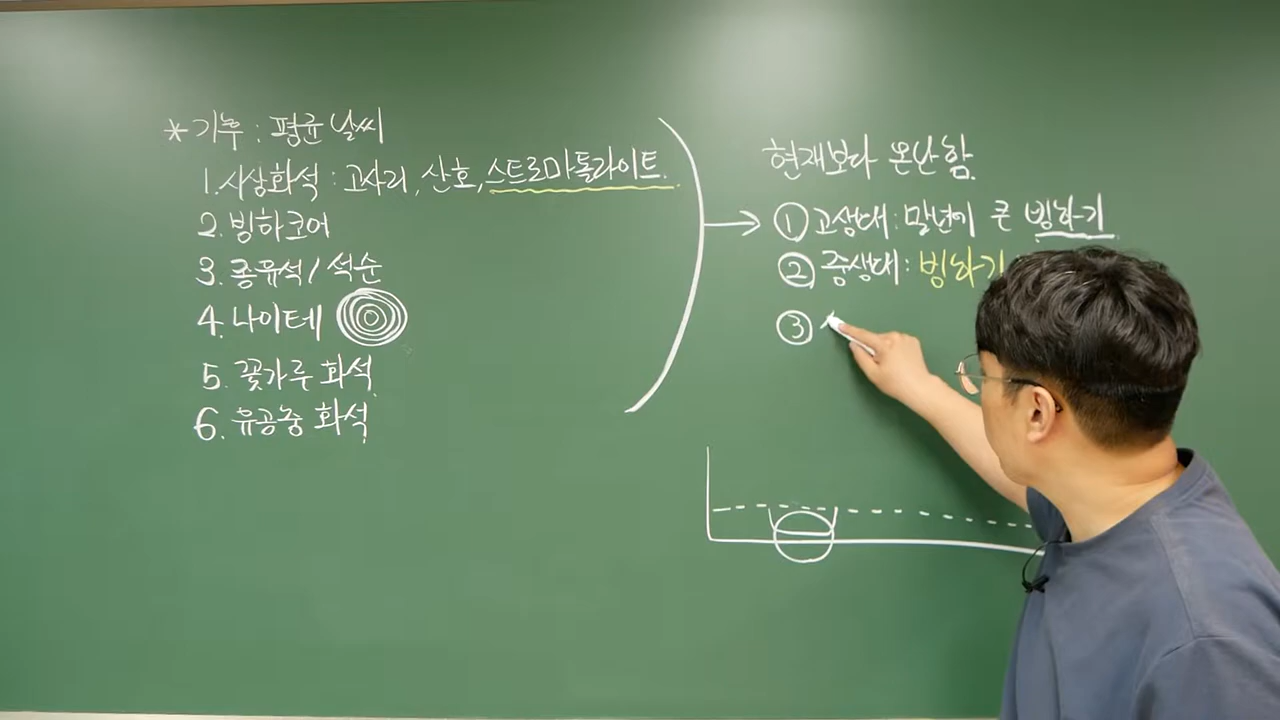 * 기후 : 평균 날씨
1. 시상화석 : 고사리, 산호, 스트로마톨라이트.
2. 빙하코어
3. 종유석 / 석순
4. 나이테
5. 꽃가루 화석.
6. 유공충 화석.
현재보다 온난함.
① 고생대 : 말년에 큰 빙하기
② 중생대 : 빙하기
③